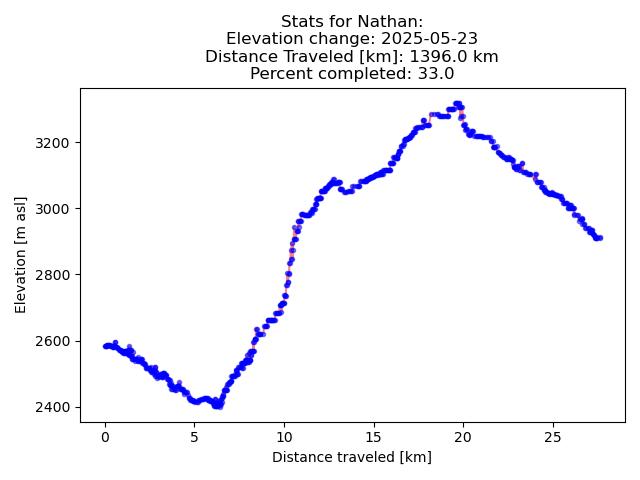 Stats for Nathan:
Elevation change: 2025-05-23
Distance Traveled [km]: 1396.0 km
Percent completed: 33.0
Elevation [m asl]
3200
3000
2800
2600
2400
0 5 10 15 20 25
Distance traveled [km]